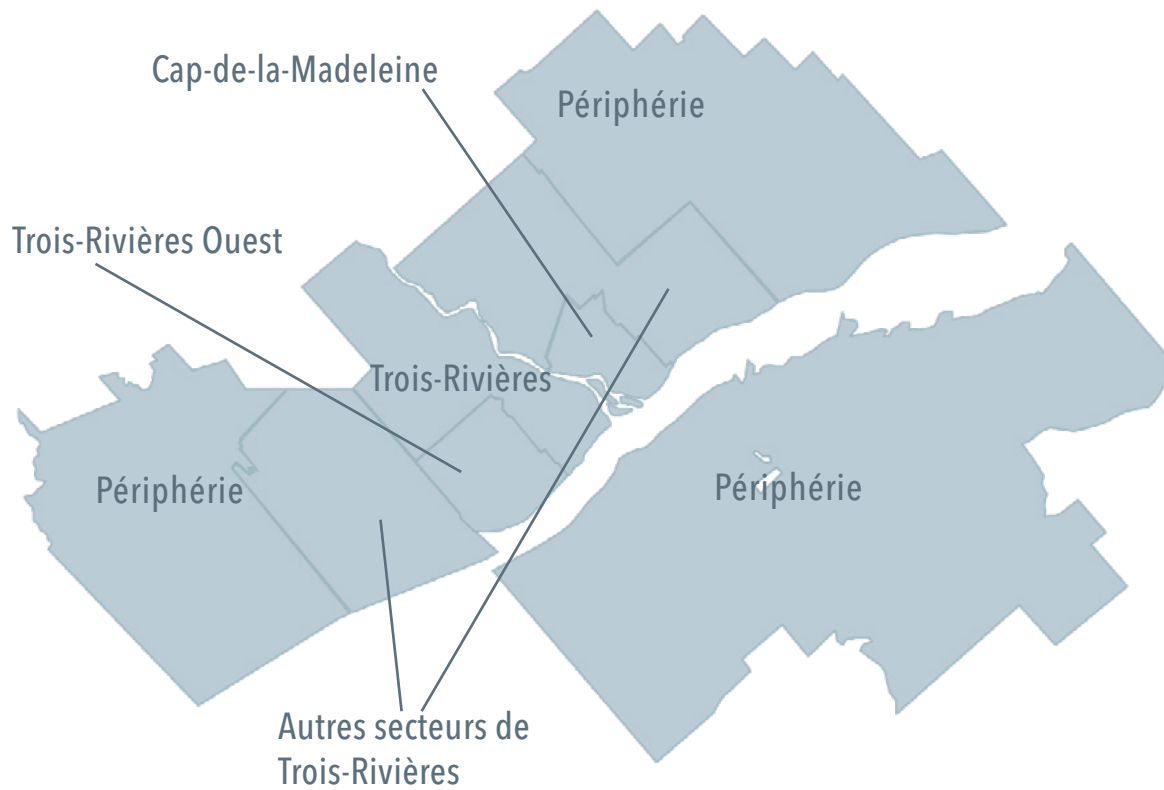 Cap-de-la-Madeleine
Périphérie
Trois-Rivières Ouest
Trois-Rivières
Périphérie
Périphérie
Autres secteurs de
Trois-Rivières